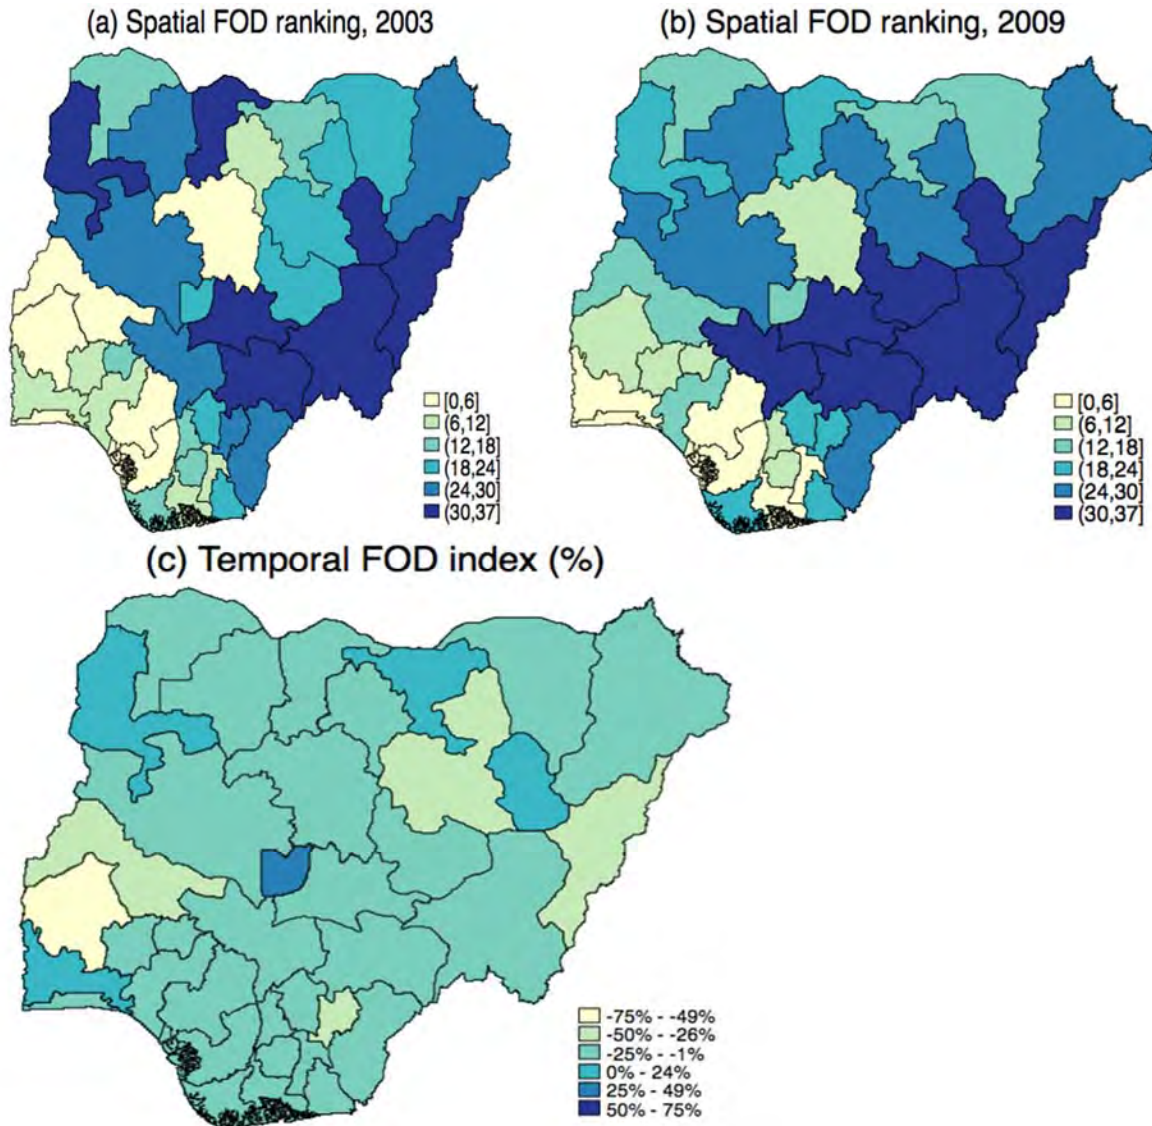 (a) Spatial FOD ranking, 2003
[0,6]
(6,12]
(12,18]
(18,24]
(24,30]
(30,37]
(b) Spatial FOD ranking, 2009
[0,6]
(6,12]
(12,18]
(18,24]
(24,30]
(30,37]
(c) Temporal FOD index (%)
-75% - -49%
-50% - -26%
-25% - -1%
0% - 24%
25% - 49%
50% - 75%